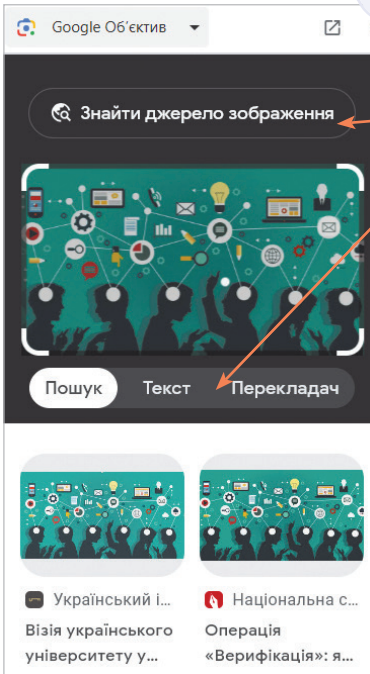 Google Об'єктив
Знайти джерело зображення
Пошук Текст Перекладач
Український і...
Візія українського
університету у...
Національна с...
Операція
«Верифікація»: я...